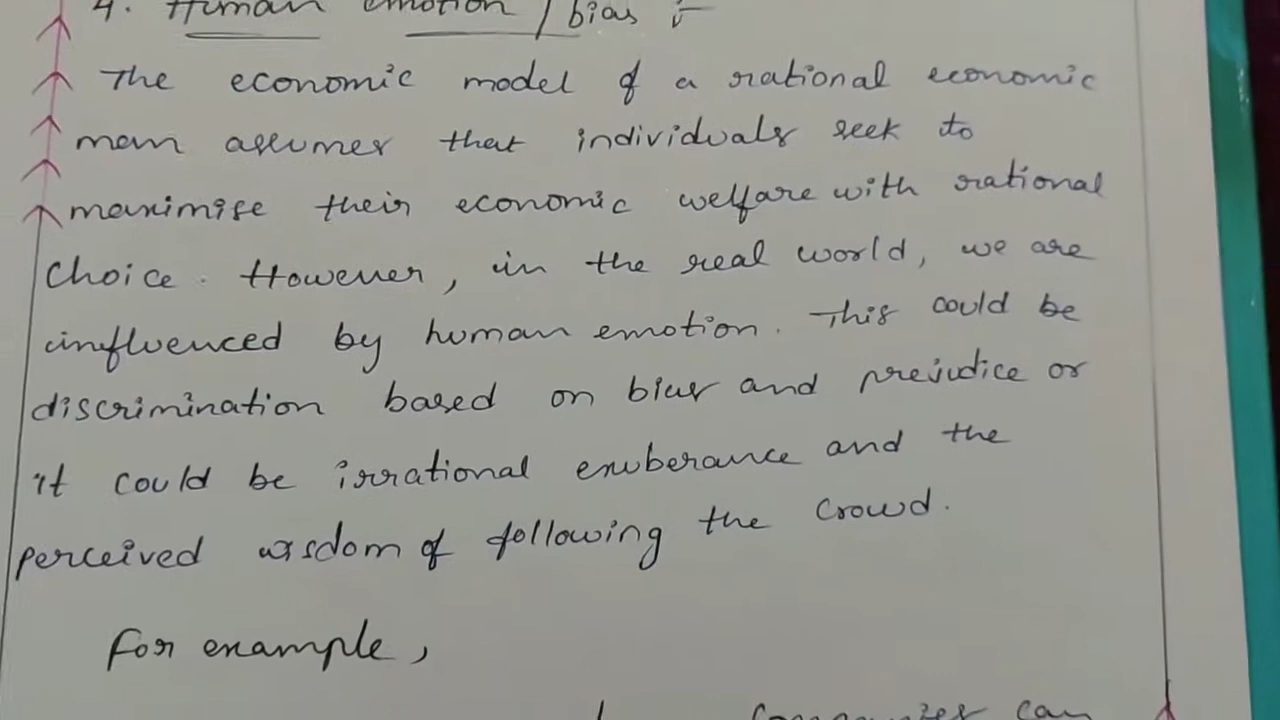 4. Human emotion / bias :-
The economic model of a rational economic
man assumes that individuals seek to
maximise their economic welfare with rational
choice. However, in the real world, we are
influenced by human emotion. This could be
discrimination based on bias and prejudice or
it could be irrational exuberance and the
perceived wisdom of following the crowd.
For example,
can